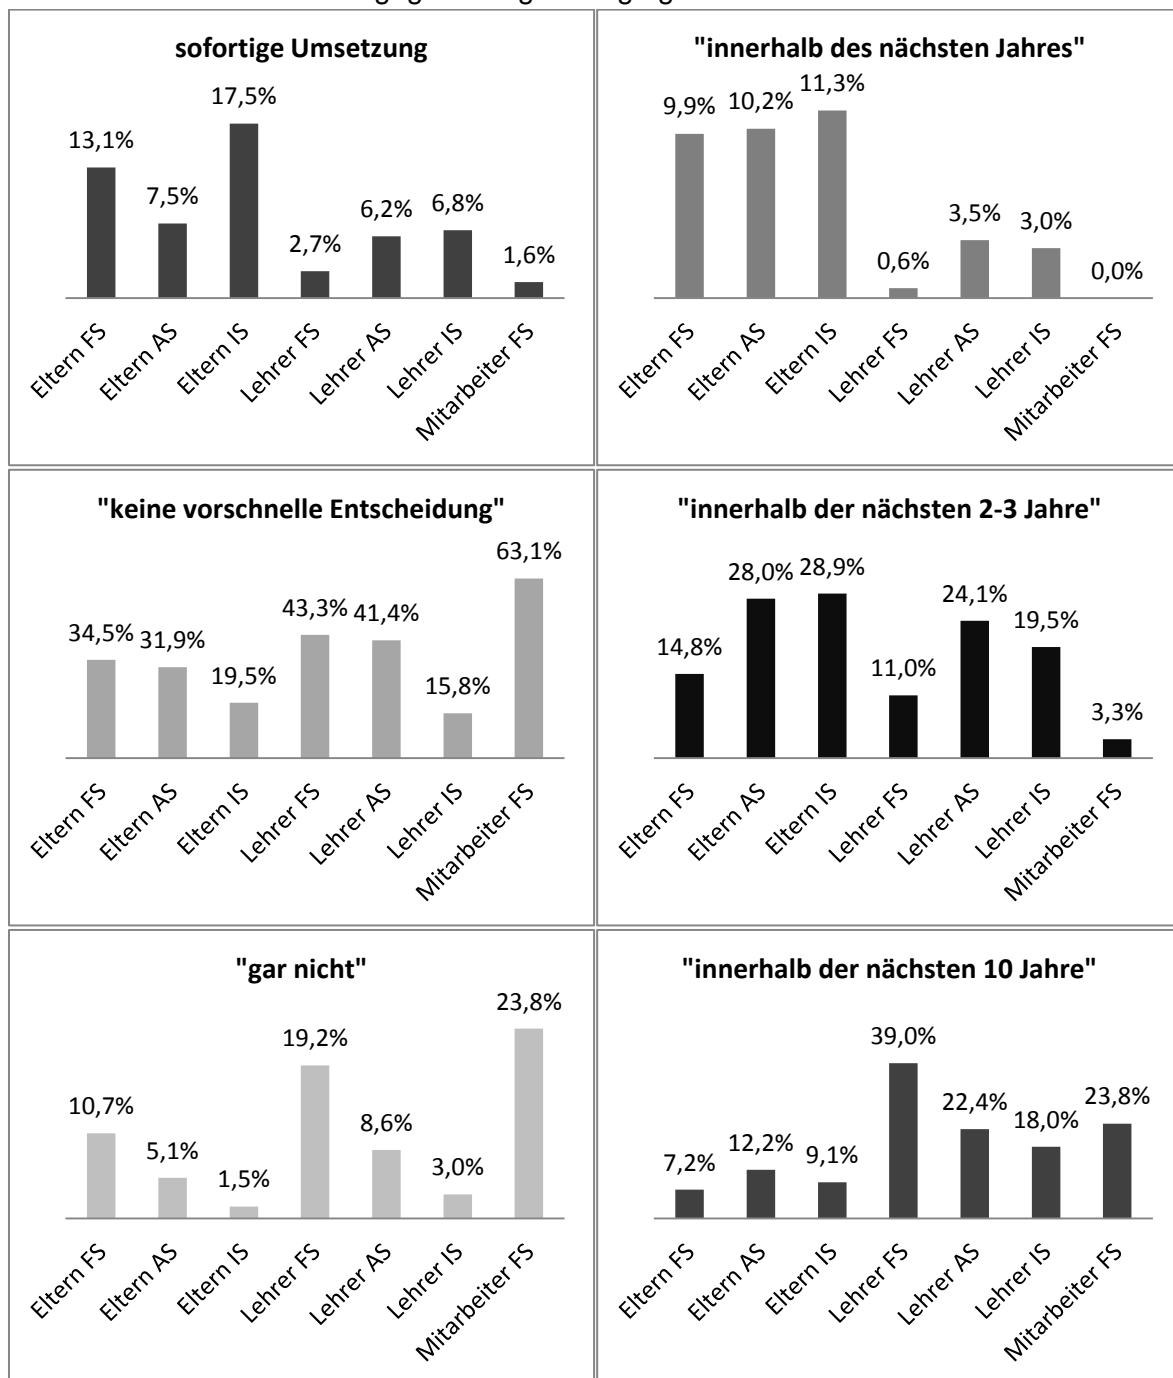 sofortige Umsetzung
17,5%
13,1%
7,5%
6,8%
6,2%
2,7%
1,6%
Eltern FS
Eltern AS
Eltern IS
Lehrer FS
Lehrer AS
Lehrer IS
Mitarbeiter FS
"innerhalb des nächsten Jahres"
11,3%
9,9%
10,2%
3,5%
3,0%
0,6%
0,0%
Eltern FS
Eltern AS
Eltern IS
Lehrer FS
Lehrer AS
Lehrer IS
Mitarbeiter FS
"keine vorschnelle Entscheidung"
63,1%
43,3%
41,4%
34,5%
31,9%
19,5%
15,8%
Eltern FS
Eltern AS
Eltern IS
Lehrer FS
Lehrer AS
Lehrer IS
Mitarbeiter FS
"innerhalb der nächsten 2-3 Jahre"
28,0%
28,9%
24,1%
19,5%
14,8%
11,0%
3,3%
Eltern FS
Eltern AS
Eltern IS
Lehrer FS
Lehrer AS
Lehrer IS
Mitarbeiter FS
"gar nicht"
23,8%
19,2%
10,7%
8,6%
5,1%
3,0%
1,5%
Eltern FS
Eltern AS
Eltern IS
Lehrer FS
Lehrer AS
Lehrer IS
Mitarbeiter FS
"innerhalb der nächsten 10 Jahre"
39,0%
23,8%
22,4%
18,0%
12,2%
9,1%
7,2%
Eltern FS
Eltern AS
Eltern IS
Lehrer FS
Lehrer AS
Lehrer IS
Mitarbeiter FS